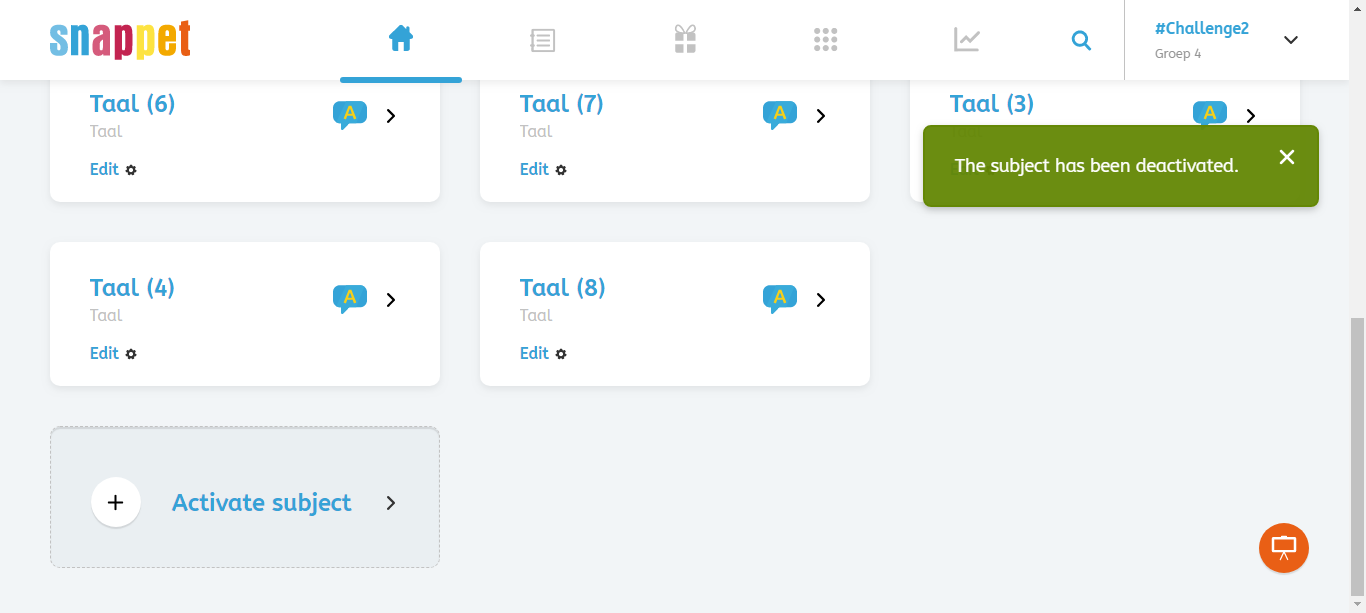 snappet
#Challenge2
Groep 4
Taal (6)
Taal
Edit
A
Taal (7)
Taal
Edit
A
Taal (3)
A
The subject has been deactivated.
Taal (4)
Taal
Edit
A
Taal (8)
Taal
Edit
A
Activate subject